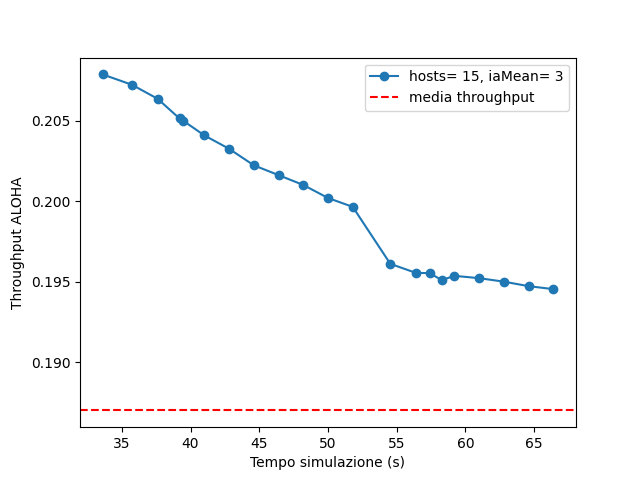 hosts= 15, iaMean= 3
media throughput
0.205
0.200
0.195
0.190
Throughput ALOHA
35 40 45 50 55 60 65
Tempo simulazione (s)